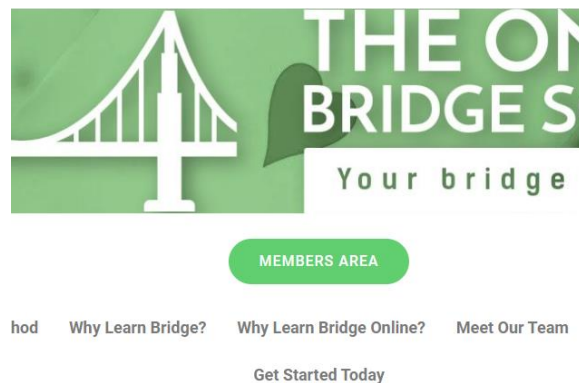 THE ON
BRIDGE S
Your bridge
MEMBERS AREA
hod Why Learn Bridge? Why Learn Bridge Online? Meet Our Team
Get Started Today